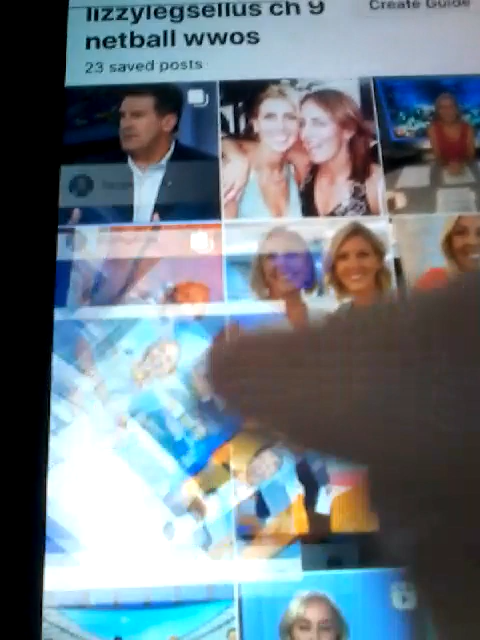 lizzylegsellus ch 9
Create Guide
netball wwos
23 saved posts